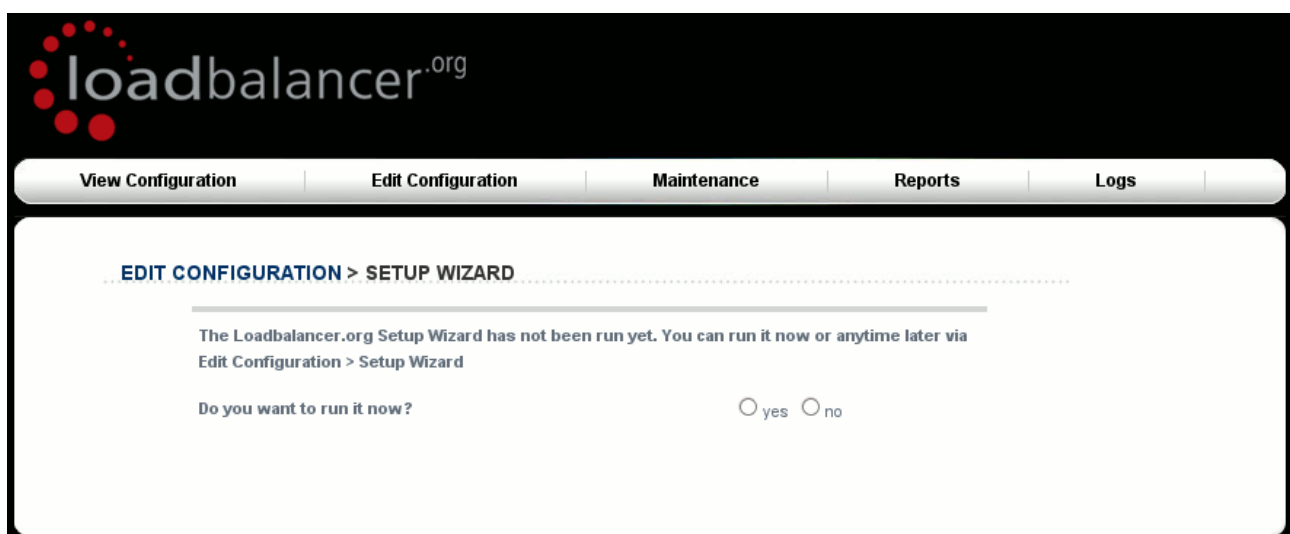 loadbalancer.org
View Configuration Edit Configuration Maintenance Reports Logs
EDIT CONFIGURATION > SETUP WIZARD
The Loadbalancer.org Setup Wizard has not been run yet. You can run it now or anytime later via
Edit Configuration > Setup Wizard
Do you want to run it now? yes no